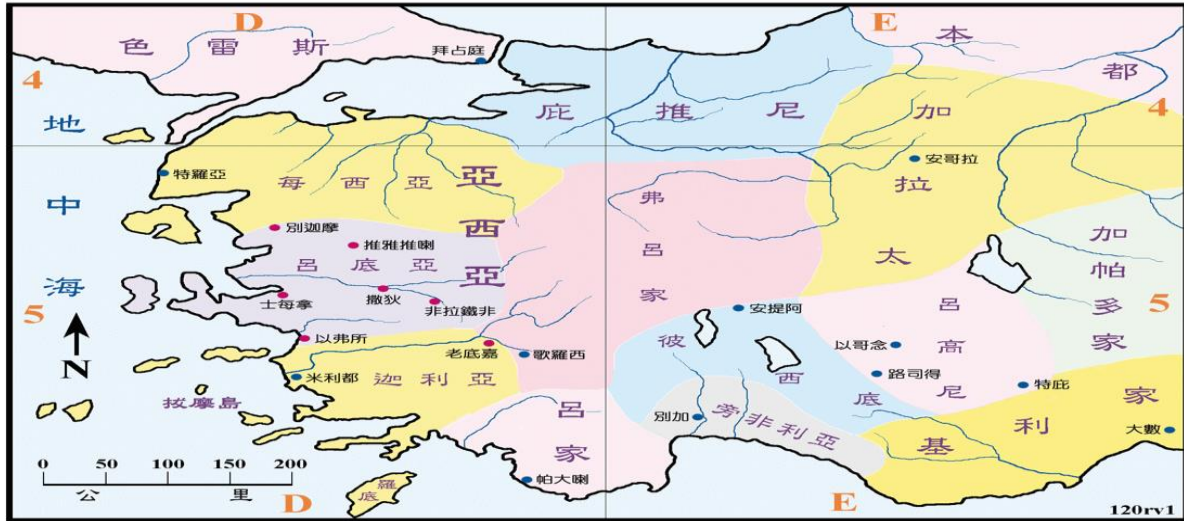 D
E
色雷斯
本都
拜占庭
4
4
地中海
庇推尼
加拉太
安哥拉
特羅亞
每西亞
亞西亞
弗呂家
加帕多家
別迦摩
推雅推喇
呂底亞
士每拿
撒狄
非拉鐵非
5
5
N
以弗所
老底嘉
歌羅西
安提阿
彼西底
呂高尼
以哥念
路司得
特庇
米利都
迦利亞
拔摩島
呂家
別加
旁非利亞
基利家
大數
帕大喇
羅底
0 50 100 150 200
公里
D
E
120rv1